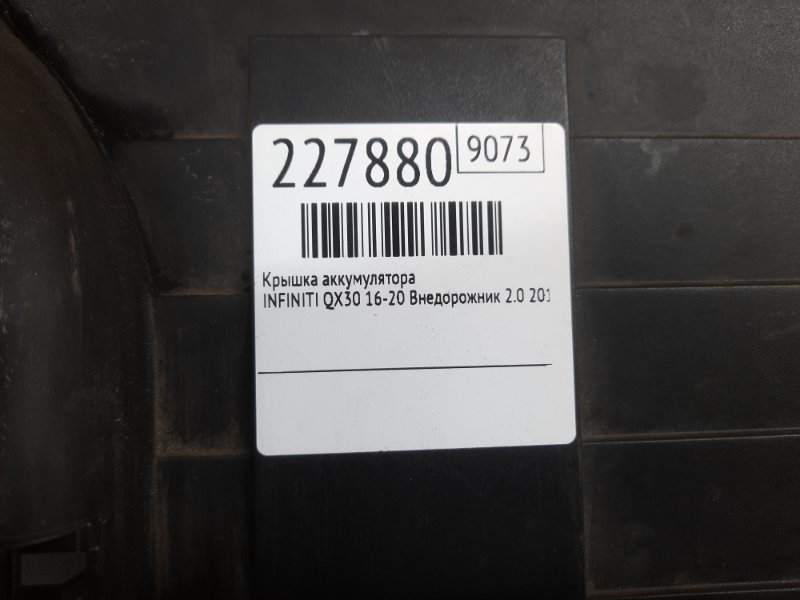 227880 9073
Крышка аккумулятора
INFINITI QX30 16-20 Внедорожник 2.0 201